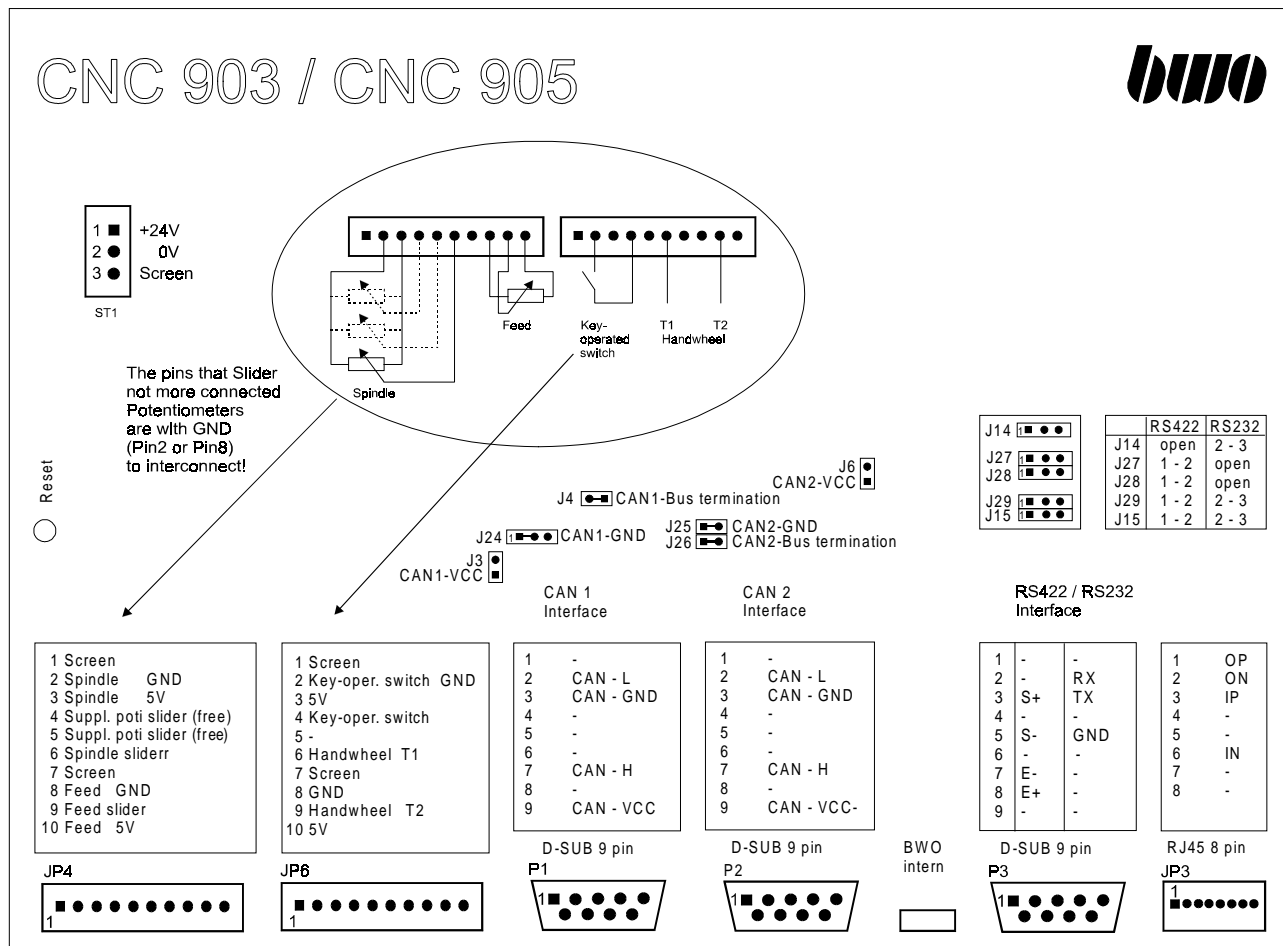 CNC 903 / CNC 905
bwo
1 +24V
2 0V
3 Screen
ST1
Feed
Key-
operated
switch
T1 T2
Handwheel
Spindle
The pins that Slider
not more connected
Potentiometers
are with GND
(Pin2 or Pin8)
to interconnect!
Reset
J14 1
J27 1
J28
J29 1
J15 1
RS422 RS232
J14 open 2 - 3
J27 1 - 2 open
J28 1 - 2 open
J29 1 - 2 2 - 3
J15 1 - 2 2 - 3
J6
CAN2-VCC
J4 CAN1-Bus termination
J25 CAN2-GND
J26 CAN2-Bus termination
J24 1 CAN1-GND
J3
CAN1-VCC
CAN 1
Interface
CAN 2
Interface
RS422 / RS232
Interface
1 Screen
2 Spindle GND
3 Spindle 5V
4 Suppl. poti slider (free)
5 Suppl. poti slider (free)
6 Spindle sliderr
7 Screen
8 Feed GND
9 Feed slider
10 Feed 5V
JP4
1
1 Screen
2 Key-oper. switch GND
3 5V
4 Key-oper. switch
5 -
6 Handwheel T1
7 Screen
8 GND
9 Handwheel T2
10 5V
JP6
1
1 -
2 CAN - L
3 CAN - GND
4 -
5 -
6 -
7 CAN - H
8 -
9 CAN - VCC
D-SUB 9 pin
P1
1
1 -
2 CAN - L
3 CAN - GND
4 -
5 -
6 -
7 CAN - H
8 -
9 CAN - VCC-
D-SUB 9 pin
P2
1
BWO
intern
1 - -
2 - RX
3 S+ TX
4 - -
5 S- GND
6 - -
7 E- -
8 E+ -
9 - -
D-SUB 9 pin
P3
1
1 OP
2 ON
3 IP
4 -
5 -
6 IN
7 -
8 -
RJ45 8 pin
JP3
1